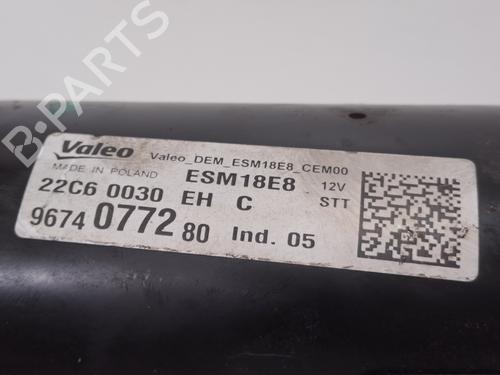 Valeo Valeo_DEM_ESM18E8_CEM00
MADE IN POLAND ESM18E8 12V
22C6 0030 EH C STT
9674 0772 80 Ind. 05
B-PARTS